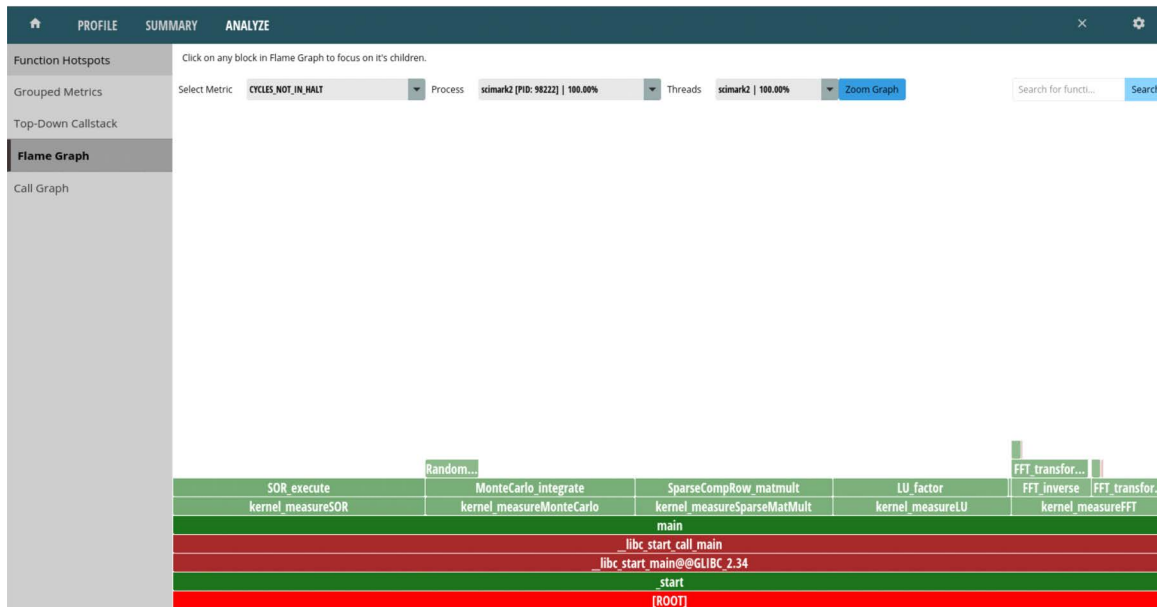 PROFILE SUMMARY ANALYZE ×
Function Hotspots
Grouped Metrics
Top-Down Callstack
Flame Graph
Call Graph
Click on any block in Flame Graph to focus on it's children.
Select Metric CYCLES_NOT_IN_HALT Process scimark2 [PID: 98222] | 100.00% Threads scimark2 | 100.00% Zoom Graph Search for functi... Search
FFT_transfor...
Random...
SOR_execute MonteCarlo_integrate SparseCompRow_matmult LU_factor FFT_inverse FFT_transfor.
kernel_measureSOR kernel_measureMonteCarlo kernel_measureSparseMatMult kernel_measureLU kernel_measureFFT
main
__libc_start_call_main
__libc_start_main@@GLIBC_2.34
_start
[ROOT]